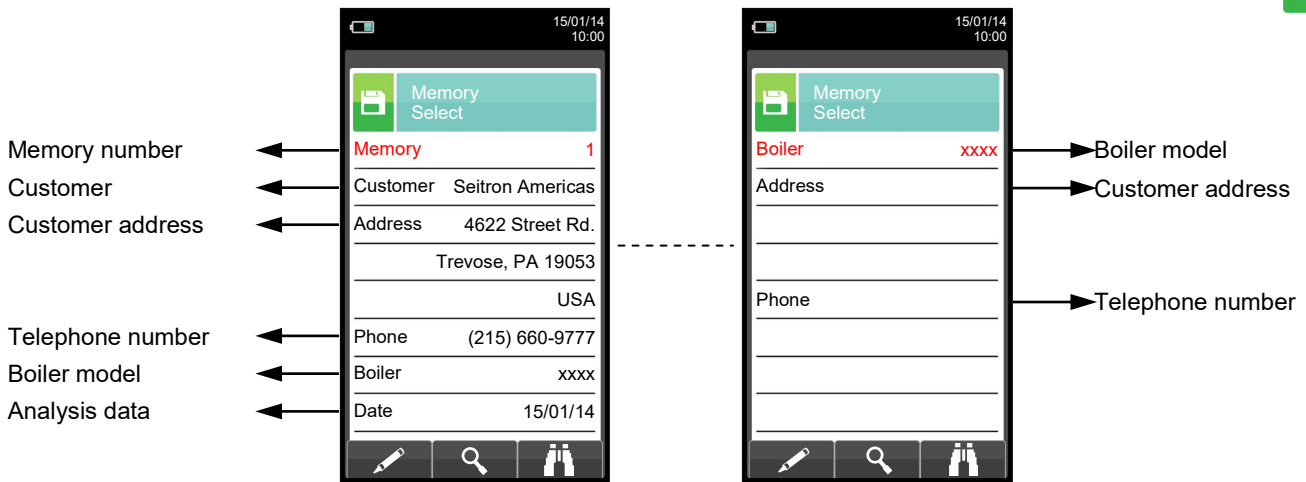 15/01/14
10:00
Memory
Select
Memory number
Memory 1
Customer
Customer Seitron Americas
Customer address
Address 4622 Street Rd.
Trevose, PA 19053
USA
Telephone number
Phone (215) 660-9777
Boiler model
Boiler xxxx
Analysis data
Date 15/01/14
15/01/14
10:00
Memory
Select
Boiler xxxx
Boiler model
Address
Customer address
Phone
Telephone number